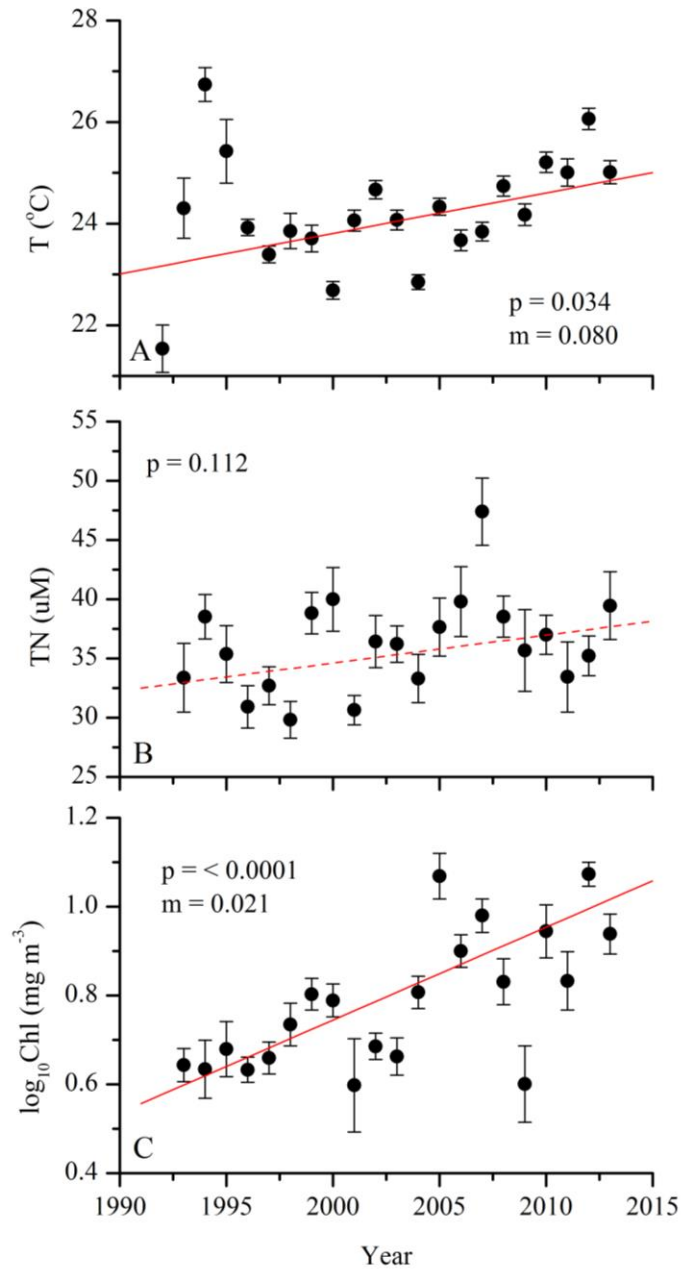 28
26
24
22
T (°C)
p = 0.034
m = 0.080
A
55
50
45
40
35
30
25
TN (uM)
p = 0.112
B
1.2
1.0
0.8
0.6
0.4
log₁₀Chl (mg m⁻³)
p = < 0.0001
m = 0.021
C
1990 1995 2000 2005 2010 2015
Year